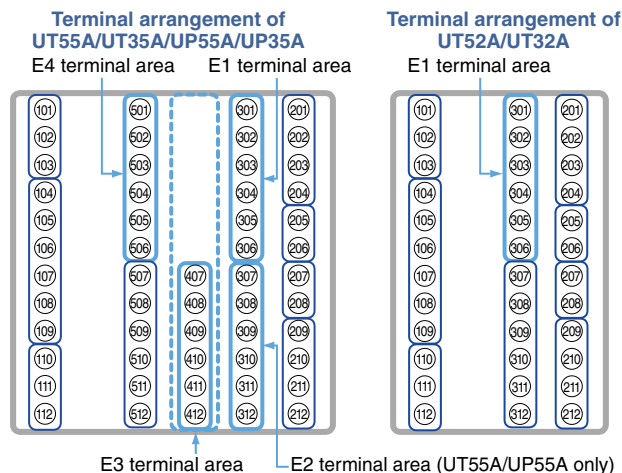 Terminal arrangement of
UT55A/UT35A/UP55A/UP35A
E4 terminal area E1 terminal area
101 501 301 201
102 502 302 202
103 503 303 203
104 504 304 204
105 505 305 205
106 506 306 206
107 507 407 307 207
108 508 408 308 208
109 509 409 309 209
110 510 410 310 210
111 511 411 311 211
112 512 412 312 212
E3 terminal area E2 terminal area (UT55A/UP55A only)
Terminal arrangement of
UT52A/UT32A
E1 terminal area
101 301 201
102 302 202
103 303 203
104 304 204
105 305 205
106 306 206
107 307 207
108 308 208
109 309 209
110 310 210
111 311 211
112 312 212